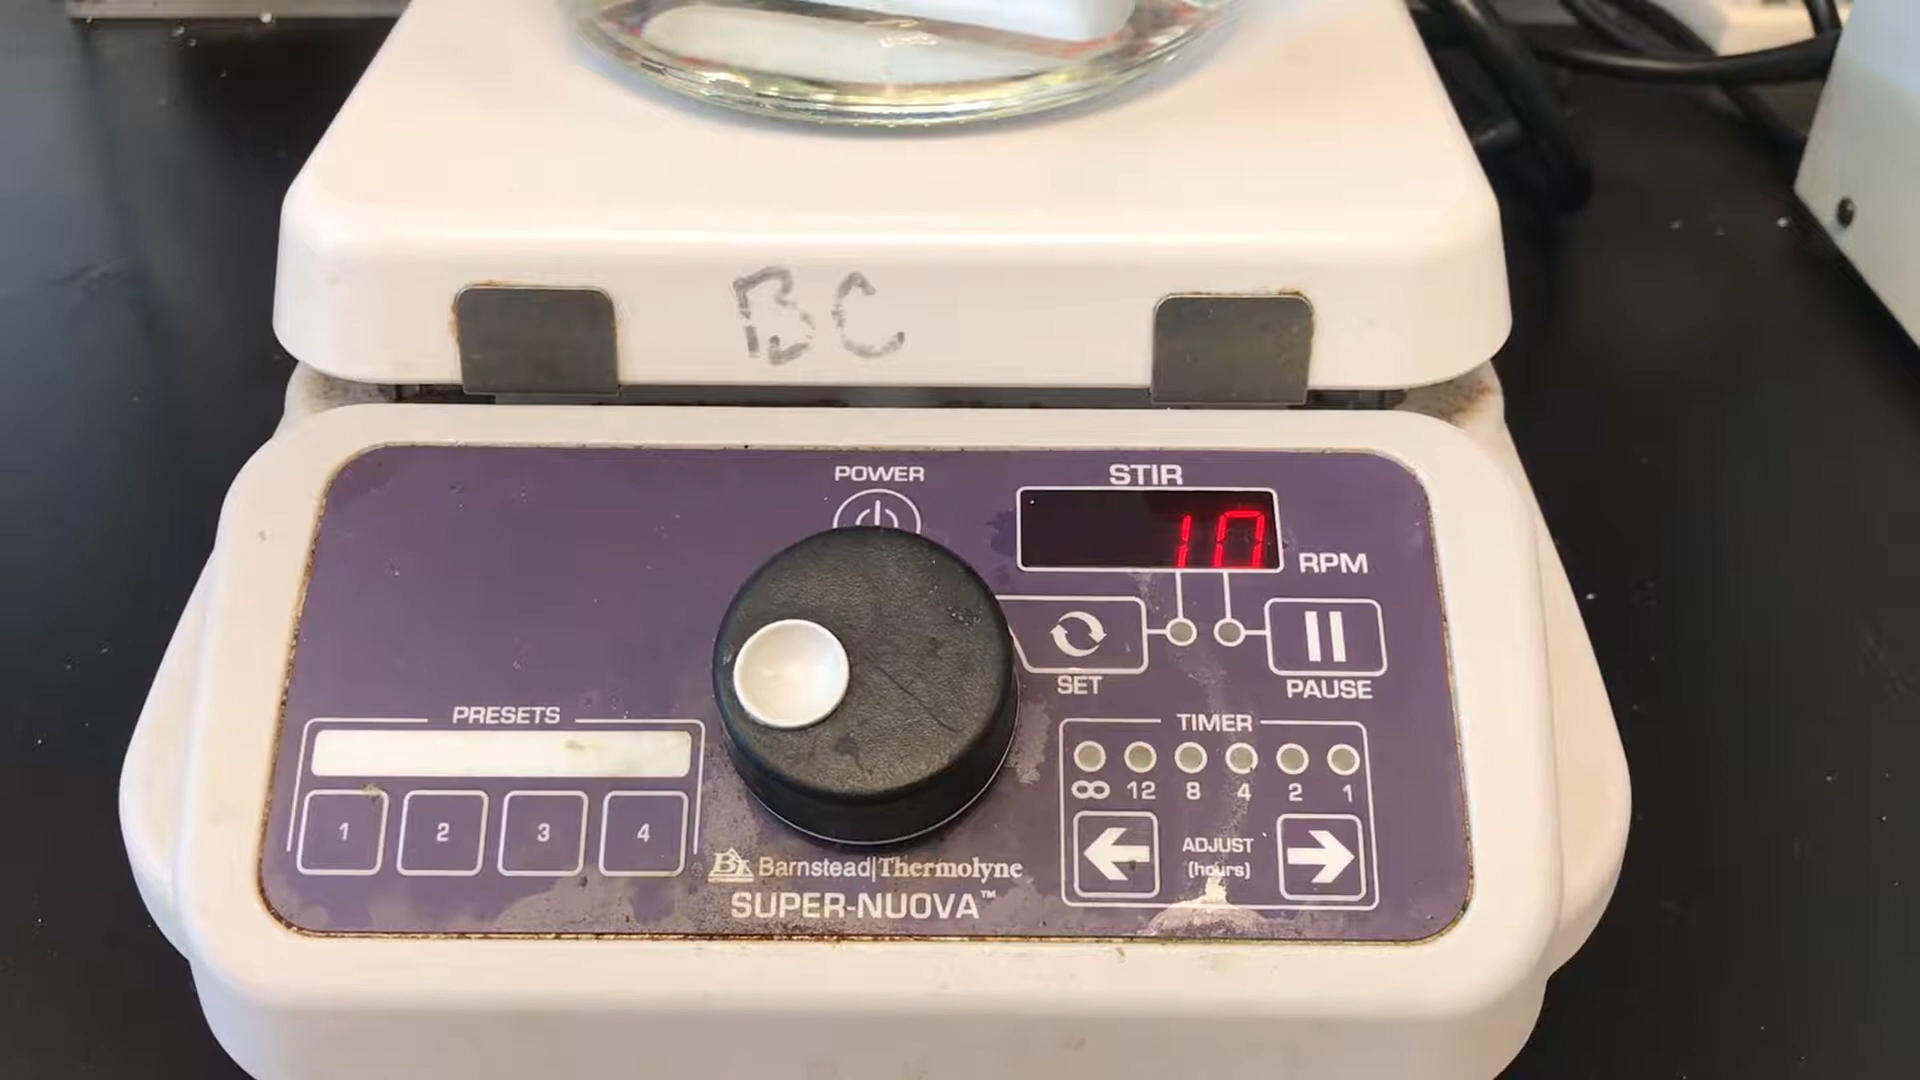 BC
POWER
STIR
10
RPM
SET
PAUSE
PRESETS
1 2 3 4
TIMER
∞ 12 8 4 2 1
ADJUST
(hours)
Barnstead|Thermolyne
SUPER-NUOVA™